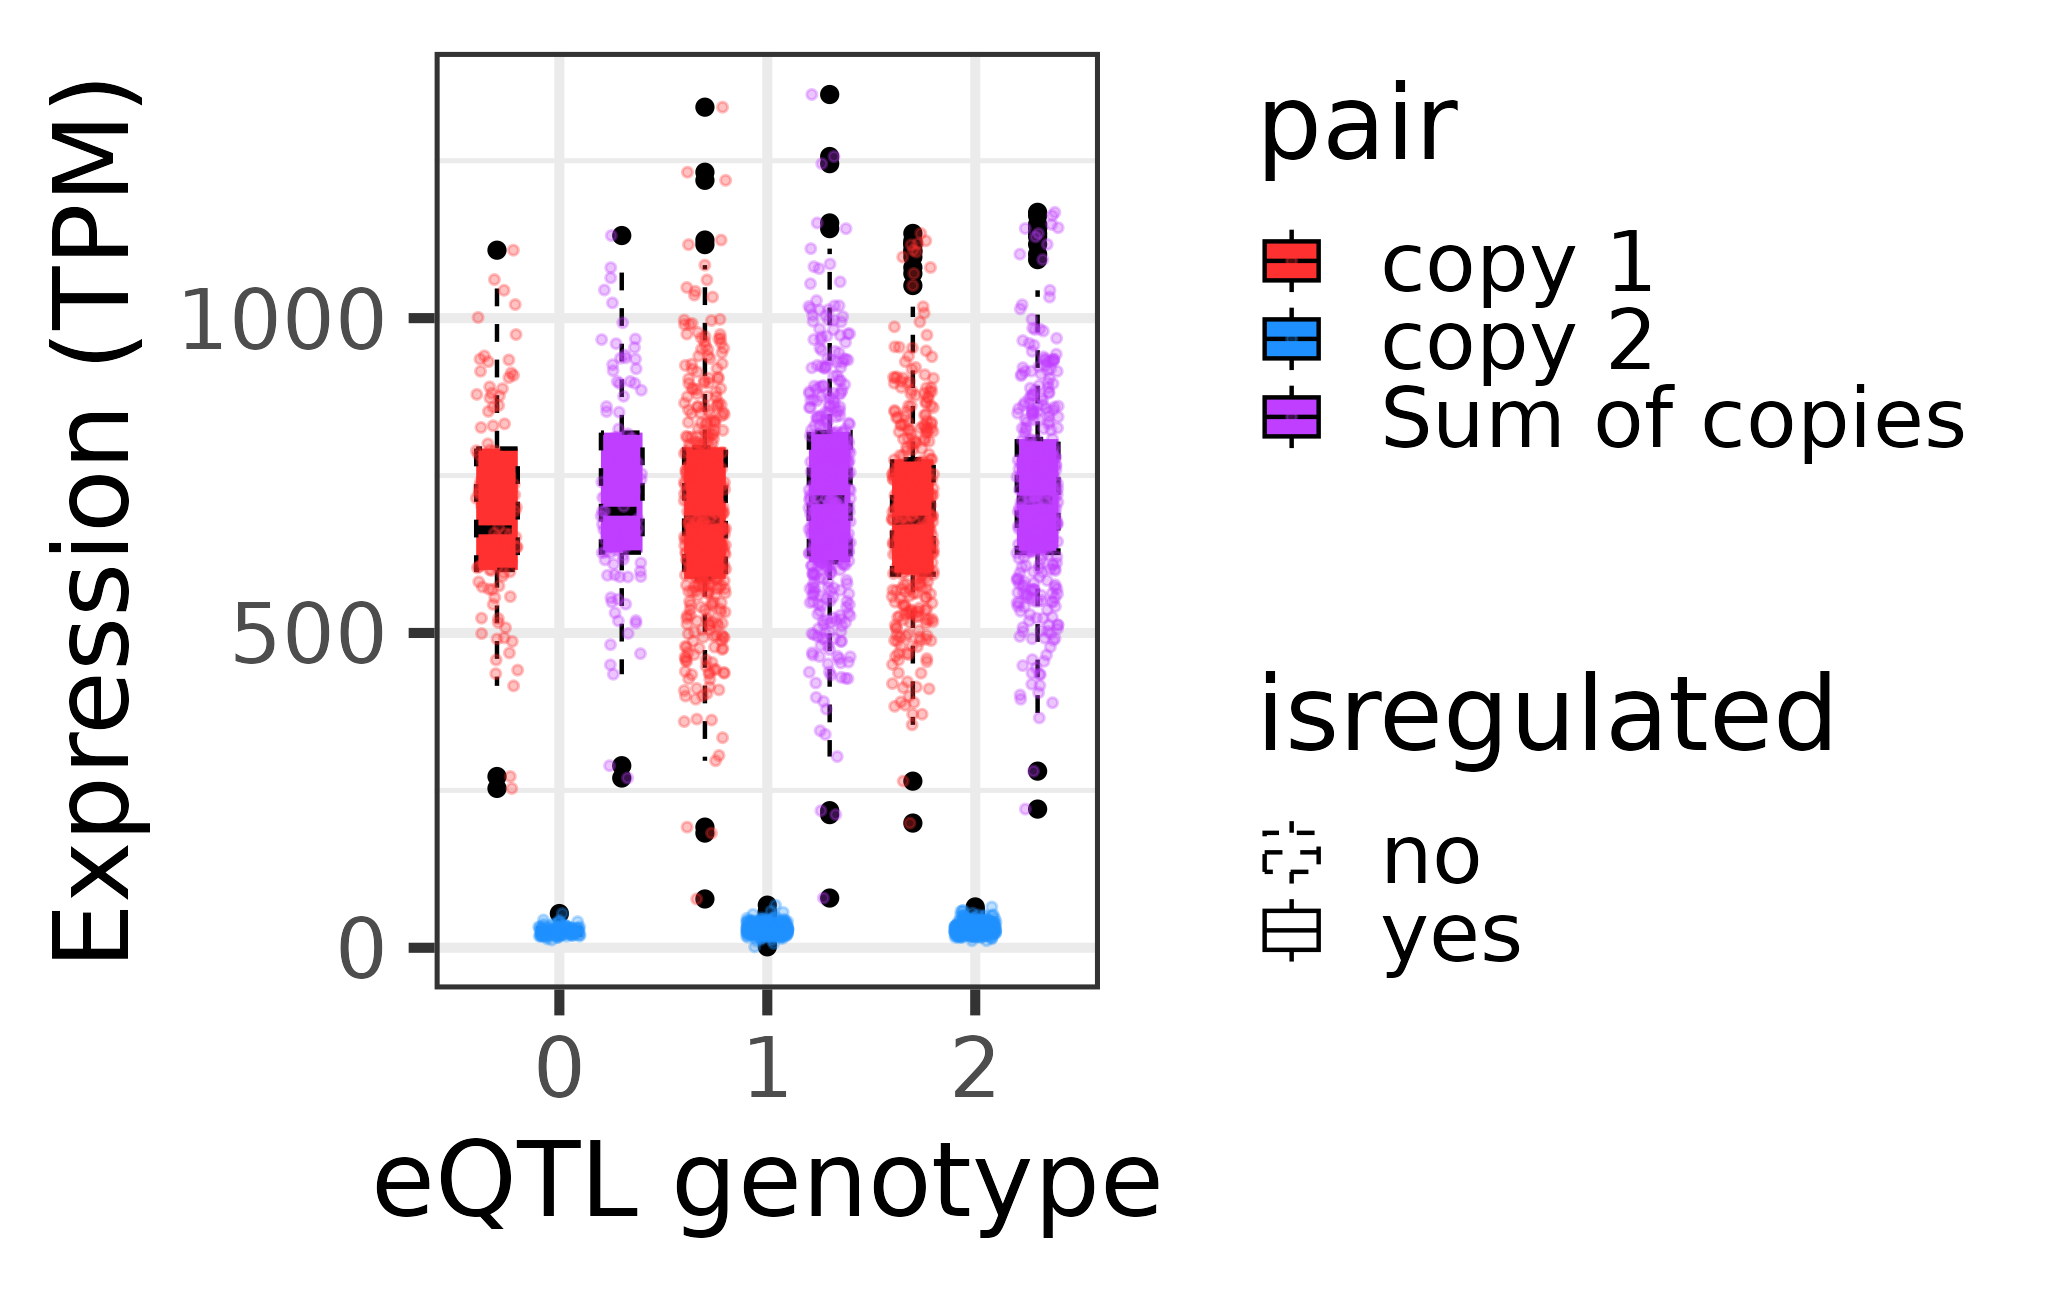 Expression (TPM)
1000
500
0
0 1 2
eQTL genotype
pair
copy 1
copy 2
Sum of copies
isregulated
no
yes